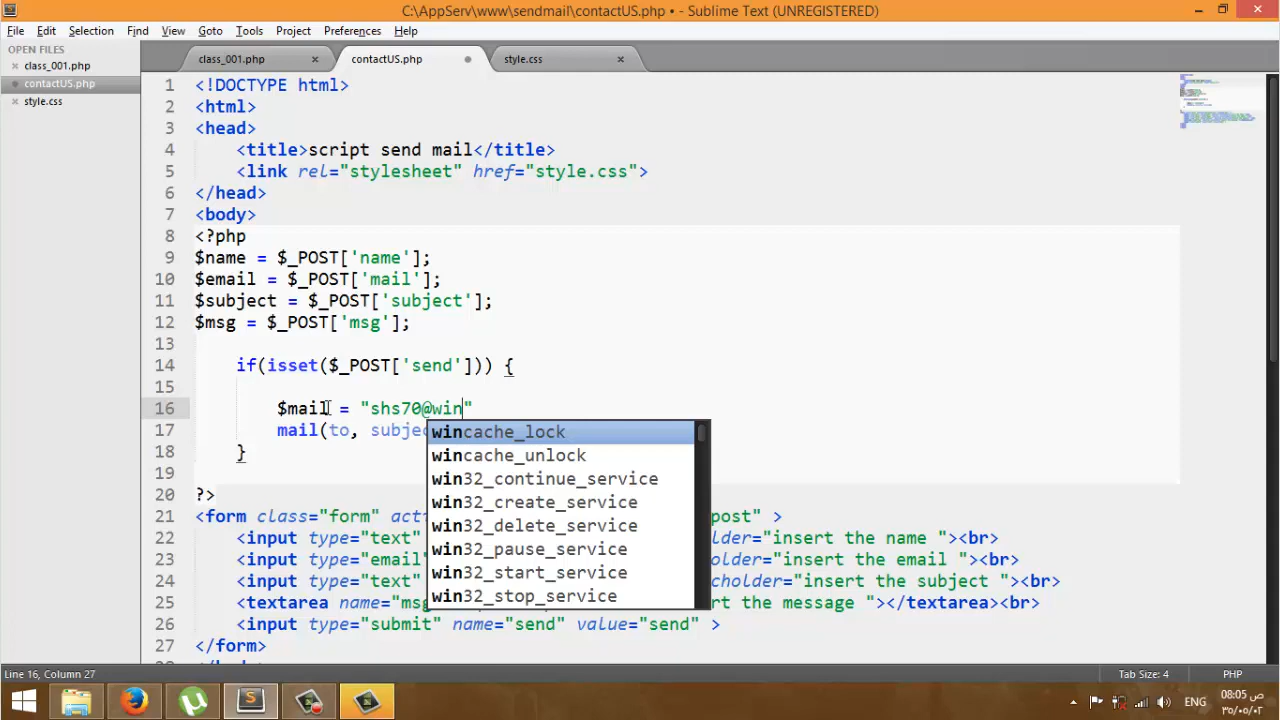 C:\AppServ\www\sendmail\contactUS.php • - Sublime Text (UNREGISTERED)
File Edit Selection Find View Goto Tools Project Preferences Help
OPEN FILES
class_001.php
contactUS.php
style.css
class_001.php contactUS.php style.css
1 <!DOCTYPE html>
2 <html>
3 <head>
4 <title>script send mail</title>
5 <link rel="stylesheet" href="style.css">
6 </head>
7 <body>
8 <?php
9 $name = $_POST['name'];
10 $email = $_POST['mail'];
11 $subject = $_POST['subject'];
12 $msg = $_POST['msg'];
13
14 if(isset($_POST['send'])) {
15
16 $mail = "shs70@win"
17 mail(to, subjec
18 }
19
20 ?>
wincache_lock
wincache_unlock
win32_continue_service
win32_create_service
win32_delete_service
win32_pause_service
win32_start_service
win32_stop_service
21 <form class="form" act post" >
22 <input type="text" lder="insert the name "><br>
23 <input type="email" older="insert the email "><br>
24 <input type="text" cholder="insert the subject "><br>
25 <textarea name="msg rt the message "></textarea><br>
26 <input type="submit" name="send" value="send" >
27 </form>
Line 16, Column 27 Tab Size: 4 PHP
ENG
08:05 ص
٣٥/٠٥/٠٢